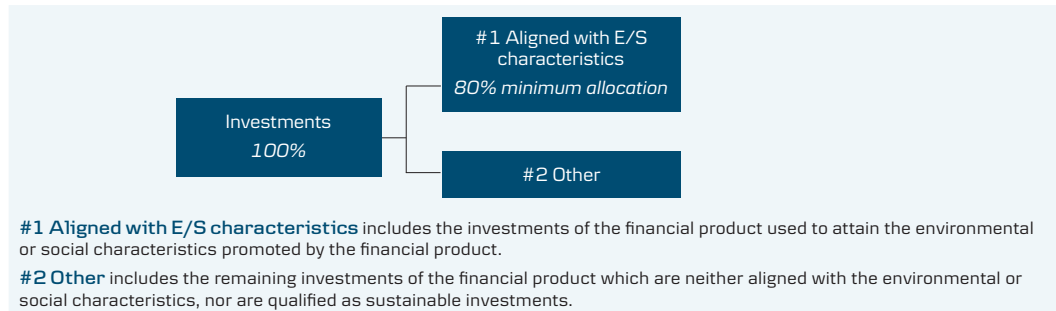 #1 Aligned with E/S
characteristics
80% minimum allocation
Investments
100%
#2 Other
#1 Aligned with E/S characteristics includes the investments of the financial product used to attain the environmental
or social characteristics promoted by the financial product.
#2 Other includes the remaining investments of the financial product which are neither aligned with the environmental or
social characteristics, nor are qualified as sustainable investments.